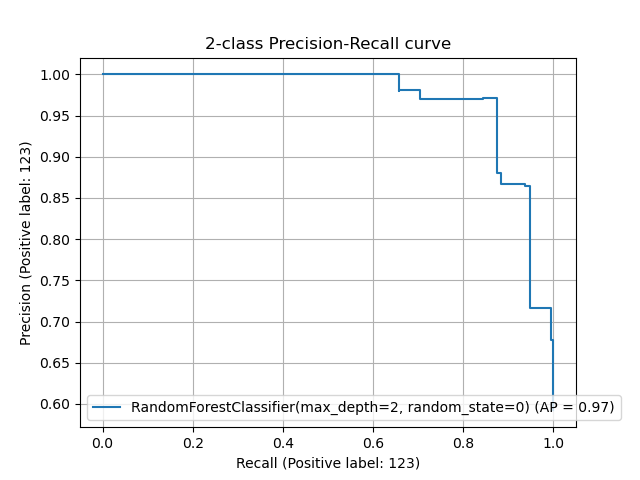 2-class Precision-Recall curve
1.00
0.95
0.90
0.85
0.80
0.75
0.70
0.65
0.60
Precision (Positive label: 123)
RandomForestClassifier(max_depth=2, random_state=0) (AP = 0.97)
0.0 0.2 0.4 0.6 0.8 1.0
Recall (Positive label: 123)